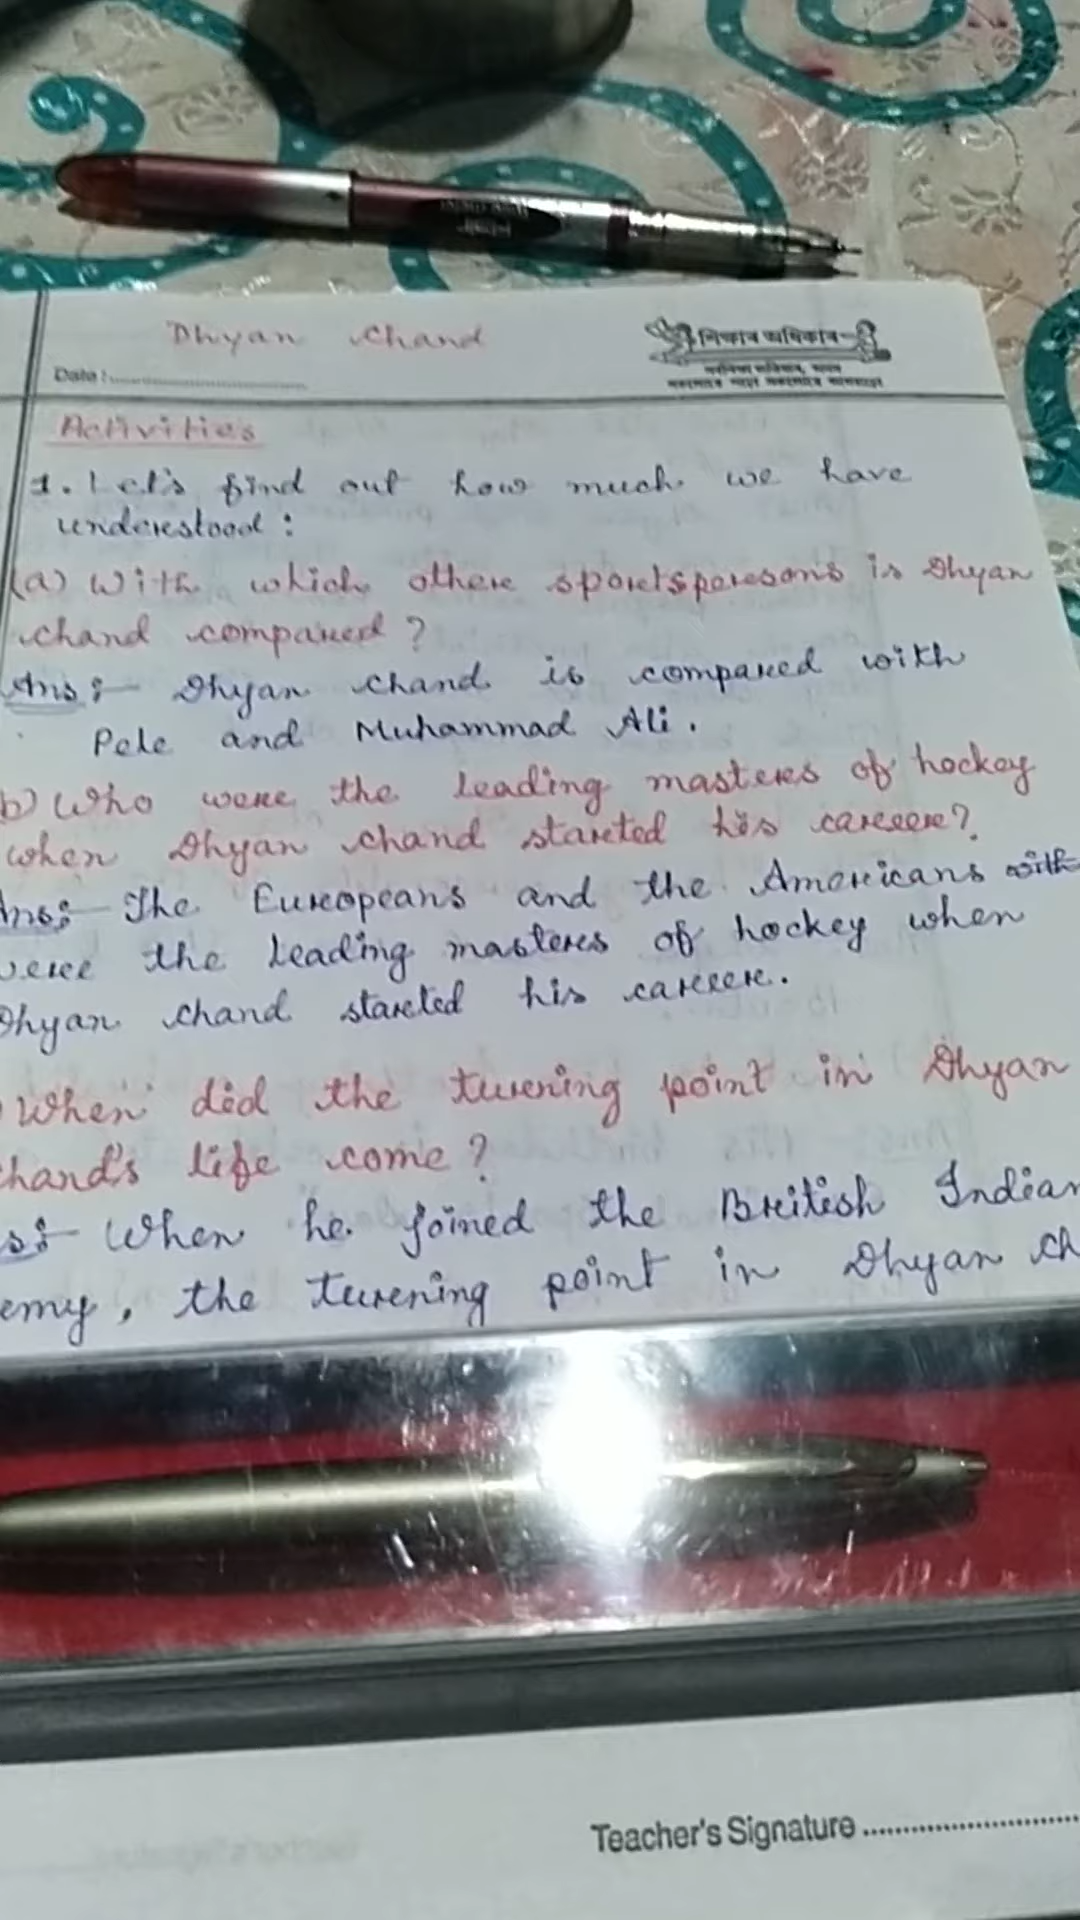 Dhyan Chand
শিক্ষাৰ অধিকাৰ
Date :
Activities
1. Let's find out how much we have
understood :
(a) With which other sportspersons is Dhyan
chand compared ?
Ans :- Dhyan chand is compared with
Pele and Muhammad Ali.
b) Who were the leading masters of hockey
when Dhyan chand started his career?
Ans:- The Europeans and the Americans with
were the leading masters of hockey when
Dhyan chand started his career.
When did the turning point in Dhyan
chand's life come ?
s:- When he joined the British Indian
emy, the turening point in Dhyan ch
Teacher's Signature